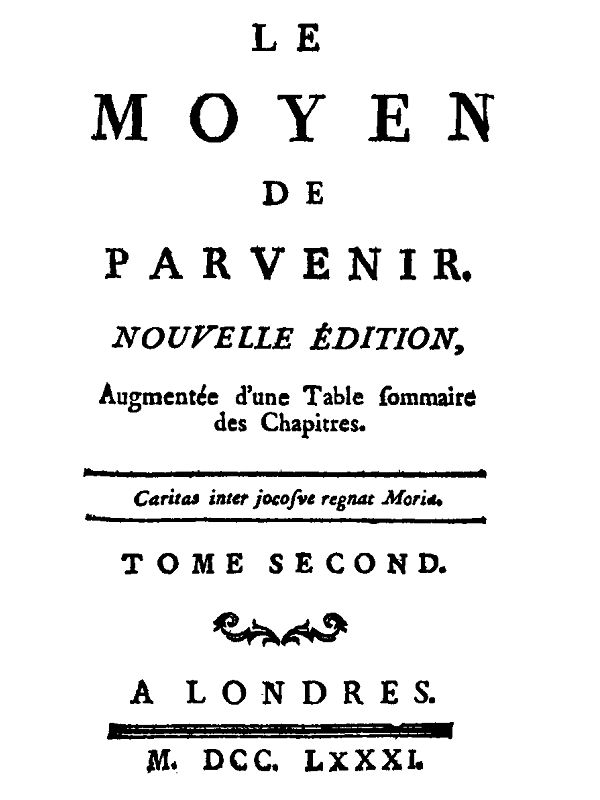 LE
MOYEN
DE
PARVENIR.
NOUVELLE ÉDITION,
Augmentée d'une Table ſommaire
des Chapitres.
Caritas inter jocoſve regnat Moria.
TOME SECOND.
A LONDRES.
M. DCC. LXXXI.